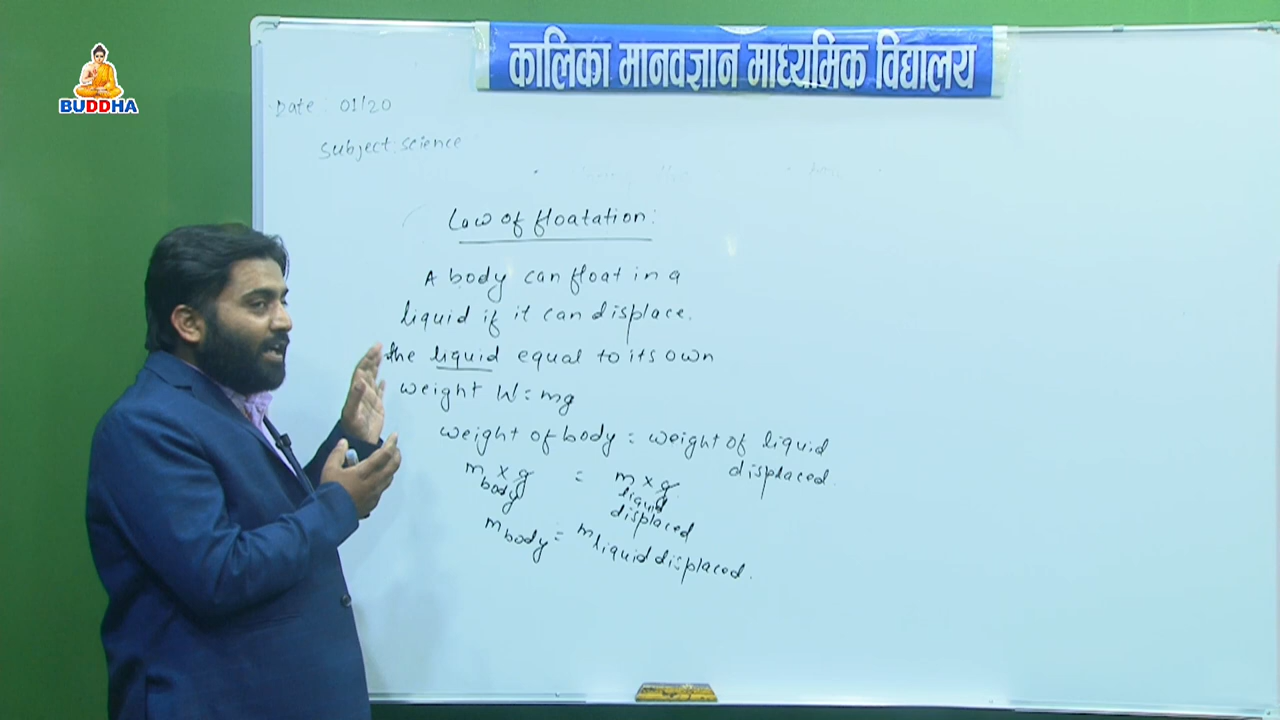 BUDDHA
कालिका मानवज्ञान माध्यमिक विद्यालय
Date: 01/20
Subject: science
Law of floatation:
A body can float in a
liquid if it can displace.
the liquid equal to its own
weight W = mg
weight of body = weight of liquid
displaced.
m body x g = m liquid displaced x g
m body = m liquid displaced.